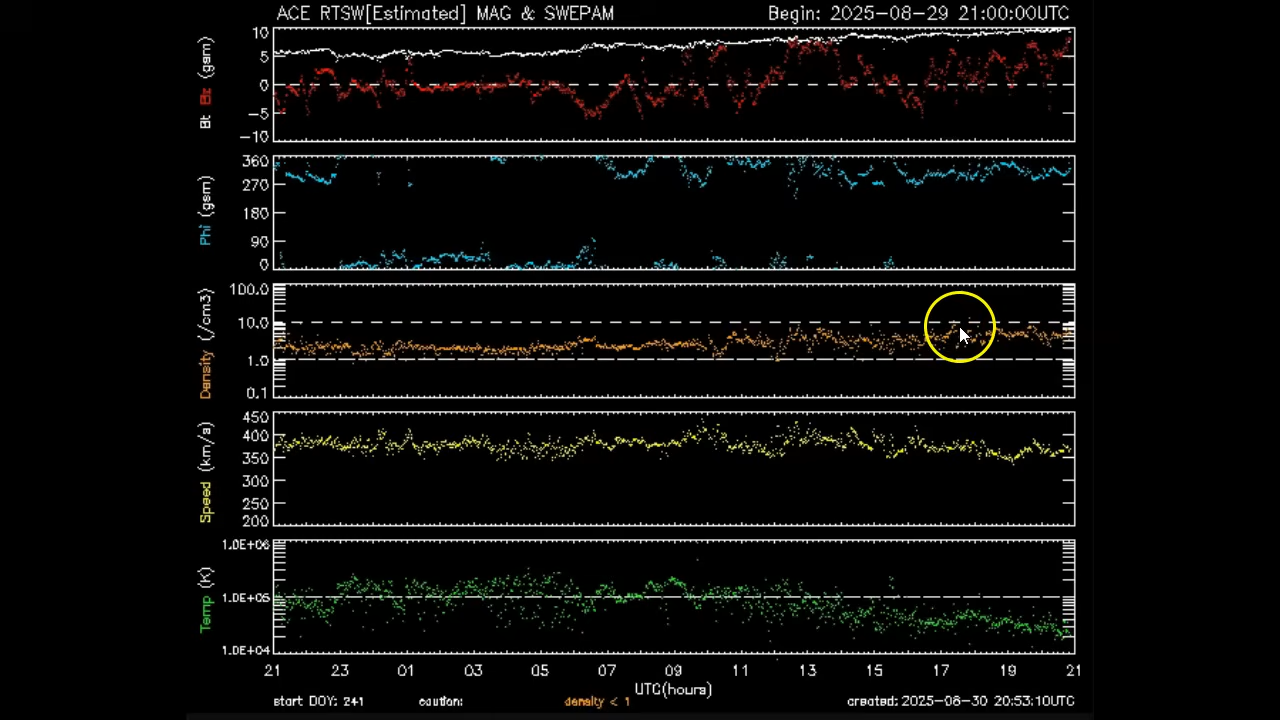 ACE RTSW[Estimated] MAG & SWEPAM Begin: 2025-08-29 21:00:00UTC
Bt Bz (gsm)
10
5
0
-5
-10
Phi (gsm)
360
270
180
90
0
Density (/cm3)
100.0
10.0
1.0
0.1
Speed (km/s)
450
400
350
300
250
200
Temp (K)
1.0E+06
1.0E+05
1.0E+04
21 23 01 03 05 07 09 11 13 15 17 19 21
UTC(hours)
start DOY: 241 caution: density < 1 created: 2025-08-30 20:53:10UTC